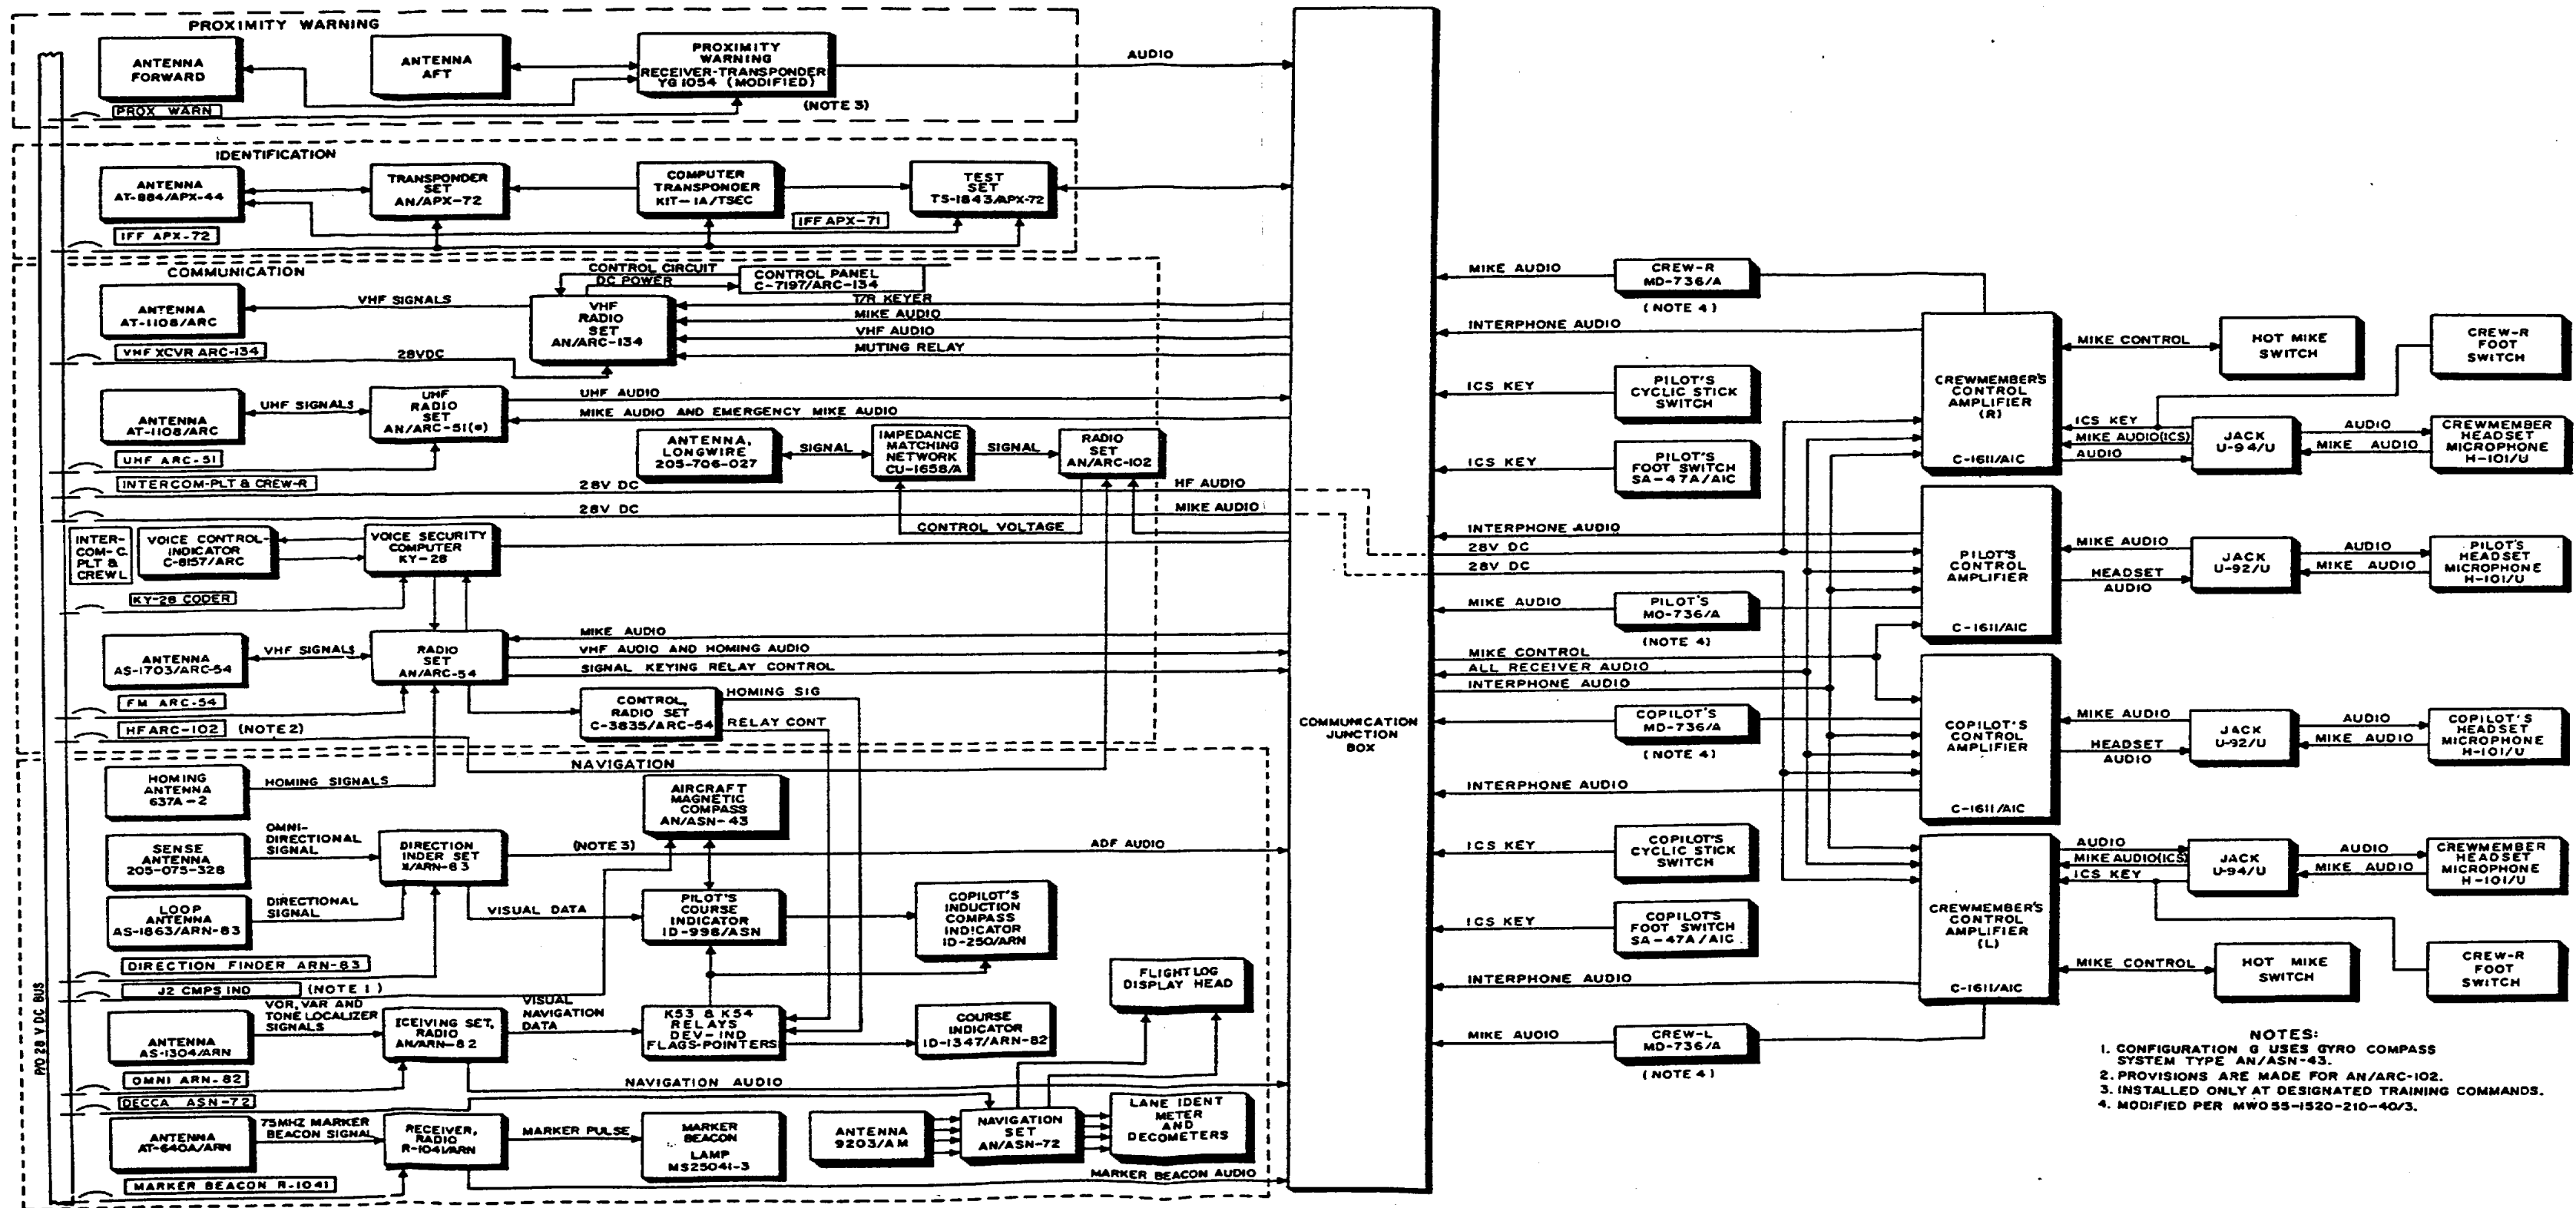 PROXIMITY WARNING
ANTENNA
FORWARD
ANTENNA
AFT
PROXIMITY
WARNING
RECEIVER-TRANSPONDER
YG1054 (MODIFIED)
AUDIO
PROX WARN
(NOTE 3)
IDENTIFICATION
ANTENNA
AT-884/APX-44
TRANSPONDER
SET
AN/APX-72
COMPUTER
TRANSPONDER
KIT-1A/TSEC
TEST
SET
TS-1843/APX-72
IFF APX-71
IFF APX-72
COMMUNICATION
CONTROL CIRCUIT
DC POWER
CONTROL PANEL
C-7197/ARC-134
ANTENNA
AT-1108/ARC
VHF SIGNALS
VHF
RADIO
SET
AN/ARC-134
T/R KEYER
MIKE AUDIO
VHF AUDIO
MUTING RELAY
VHF XCVR ARC-134
28VDC
ANTENNA
AT-1108/ARC
UHF SIGNALS
UHF
RADIO
SET
AN/ARC-51(*)
UHF AUDIO
MIKE AUDIO AND EMERGENCY MIKE AUDIO
UHF ARC-51
ANTENNA,
LONGWIRE
205-706-027
SIGNAL
IMPEDANCE
MATCHING
NETWORK
CU-1658/A
SIGNAL
RADIO
SET
AN/ARC-102
INTERCOM-PLT & CREW-R
28V DC
HF AUDIO
28V DC
MIKE AUDIO
CONTROL VOLTAGE
INTER-
COM-C.
PLT &
CREW L
VOICE CONTROL-
INDICATOR
C-8157/ARC
VOICE SECURITY
COMPUTER
KY-28
KY-28 CODER
ANTENNA
AS-1703/ARC-54
VHF SIGNALS
RADIO
SET
AN/ARC-54
MIKE AUDIO
VHF AUDIO AND HOMING AUDIO
SIGNAL KEYING RELAY CONTROL
FM ARC-54
CONTROL,
RADIO SET
C-3835/ARC-54
HOMING SIG
RELAY CONT
HF ARC-102 (NOTE 2)
NAVIGATION
HOMING
ANTENNA
637A-2
HOMING SIGNALS
AIRCRAFT
MAGNETIC
COMPASS
AN/ASN-43
SENSE
ANTENNA
205-075-328
OMNI-
DIRECTIONAL
SIGNAL
DIRECTION
INDER SET
X/ARN-83
(NOTE 3)
ADF AUDIO
LOOP
ANTENNA
AS-1863/ARN-83
DIRECTIONAL
SIGNAL
VISUAL DATA
PILOT'S
COURSE
INDICATOR
ID-998/ASN
COPILOT'S
INDUCTION
COMPASS
INDICATOR
ID-250/ARN
DIRECTION FINDER ARN-83
J2 CMPS IND (NOTE 1)
P/O 28 V DC BUS
ANTENNA
AS-1304/ARN
VOR, VAR AND
TONE LOCALIZER
SIGNALS
ICEIVING SET,
RADIO
AN/ARN-82
VISUAL
NAVIGATION
DATA
K53 & K54
RELAYS
DEV-IND
FLAGS-POINTERS
COURSE
INDICATOR
ID-1347/ARN-82
FLIGHT LOG
DISPLAY HEAD
OMNI ARN-82
NAVIGATION AUDIO
DECCA ASN-72
ANTENNA
AT-640A/ARN
75MHZ MARKER
BEACON SIGNAL
RECEIVER,
RADIO
R-1041/ARN
MARKER PULSE
MARKER
BEACON
LAMP
MS25041-3
ANTENNA
9203/AM
NAVIGATION
SET
AN/ASN-72
LANE IDENT
METER
AND
DECOMETERS
MARKER BEACON R-1041
MARKER BEACON AUDIO
COMMUNICATION
JUNCTION
BOX
MIKE AUDIO
CREW-R
MD-736/A
(NOTE 4)
INTERPHONE AUDIO
ICS KEY
PILOT'S
CYCLIC STICK
SWITCH
ICS KEY
PILOT'S
FOOT SWITCH
SA-47A/AIC
INTERPHONE AUDIO
28V DC
28V DC
MIKE AUDIO
PILOT'S
MD-736/A
(NOTE 4)
MIKE CONTROL
ALL RECEIVER AUDIO
INTERPHONE AUDIO
COPILOT'S
MD-736/A
(NOTE 4)
INTERPHONE AUDIO
ICS KEY
COPILOT'S
CYCLIC STICK
SWITCH
ICS KEY
COPILOT'S
FOOT SWITCH
SA-47A/AIC
INTERPHONE AUDIO
MIKE AUDIO
CREW-L
MD-736/A
(NOTE 4)
CREWMEMBER'S
CONTROL
AMPLIFIER
(R)
C-1611/AIC
MIKE CONTROL
HOT MIKE
SWITCH
CREW-R
FOOT
SWITCH
ICS KEY
MIKE AUDIO(ICS)
AUDIO
JACK
U-94/U
AUDIO
MIKE AUDIO
CREWMEMBER
HEADSET
MICROPHONE
H-101/U
PILOT'S
CONTROL
AMPLIFIER
C-1611/AIC
MIKE AUDIO
HEADSET
AUDIO
JACK
U-92/U
AUDIO
MIKE AUDIO
PILOT'S
HEADSET
MICROPHONE
H-101/U
COPILOT'S
CONTROL
AMPLIFIER
C-1611/AIC
MIKE AUDIO
HEADSET
AUDIO
JACK
U-92/U
AUDIO
MIKE AUDIO
COPILOT'S
HEADSET
MICROPHONE
H-101/U
CREWMEMBER'S
CONTROL
AMPLIFIER
(L)
C-1611/AIC
AUDIO
MIKE AUDIO(ICS)
ICS KEY
JACK
U-94/U
AUDIO
MIKE AUDIO
CREWMEMBER
HEADSET
MICROPHONE
H-101/U
MIKE CONTROL
HOT MIKE
SWITCH
CREW-R
FOOT
SWITCH
NOTES:
1. CONFIGURATION G USES GYRO COMPASS
SYSTEM TYPE AN/ASN-43.
2. PROVISIONS ARE MADE FOR AN/ARC-102.
3. INSTALLED ONLY AT DESIGNATED TRAINING COMMANDS.
4. MODIFIED PER MWO 55-1520-210-40/3.